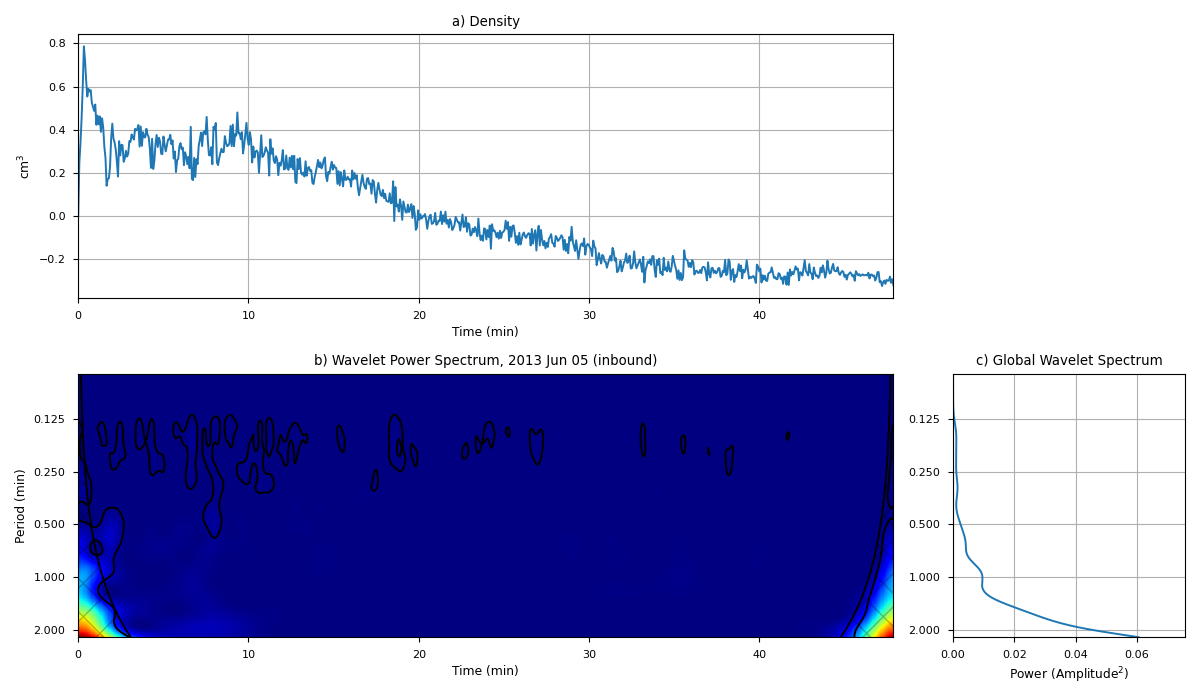 a) Density
0.8
0.6
0.4
0.2
0.0
−0.2
cm³
0 10 20 30 40
Time (min)
b) Wavelet Power Spectrum, 2013 Jun 05 (inbound)
0.125
0.250
0.500
1.000
2.000
Period (min)
0 10 20 30 40
Time (min)
c) Global Wavelet Spectrum
0.125
0.250
0.500
1.000
2.000
0.00 0.02 0.04 0.06
Power (Amplitude²)